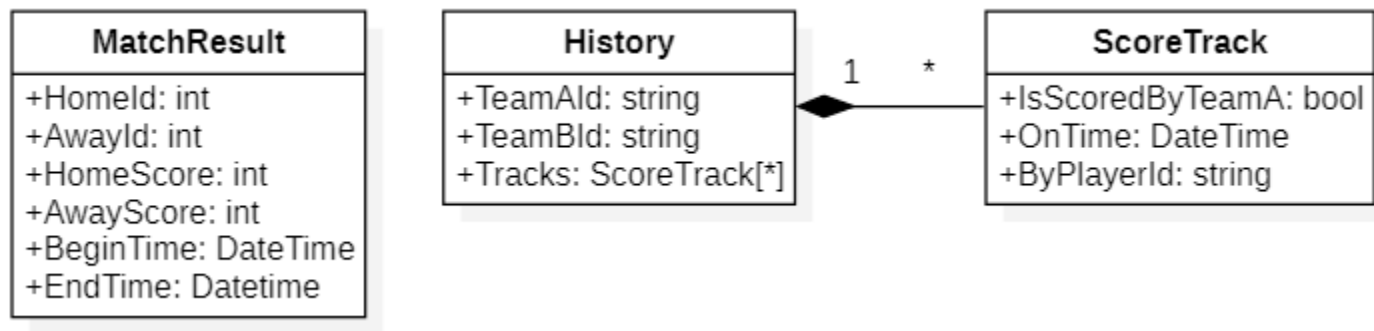 MatchResult
+HomeId: int
+AwayId: int
+HomeScore: int
+AwayScore: int
+BeginTime: DateTime
+EndTime: Datetime
History
+TeamAId: string
+TeamBId: string
+Tracks: ScoreTrack[*]
1
*
ScoreTrack
+IsScoredByTeamA: bool
+OnTime: DateTime
+ByPlayerId: string